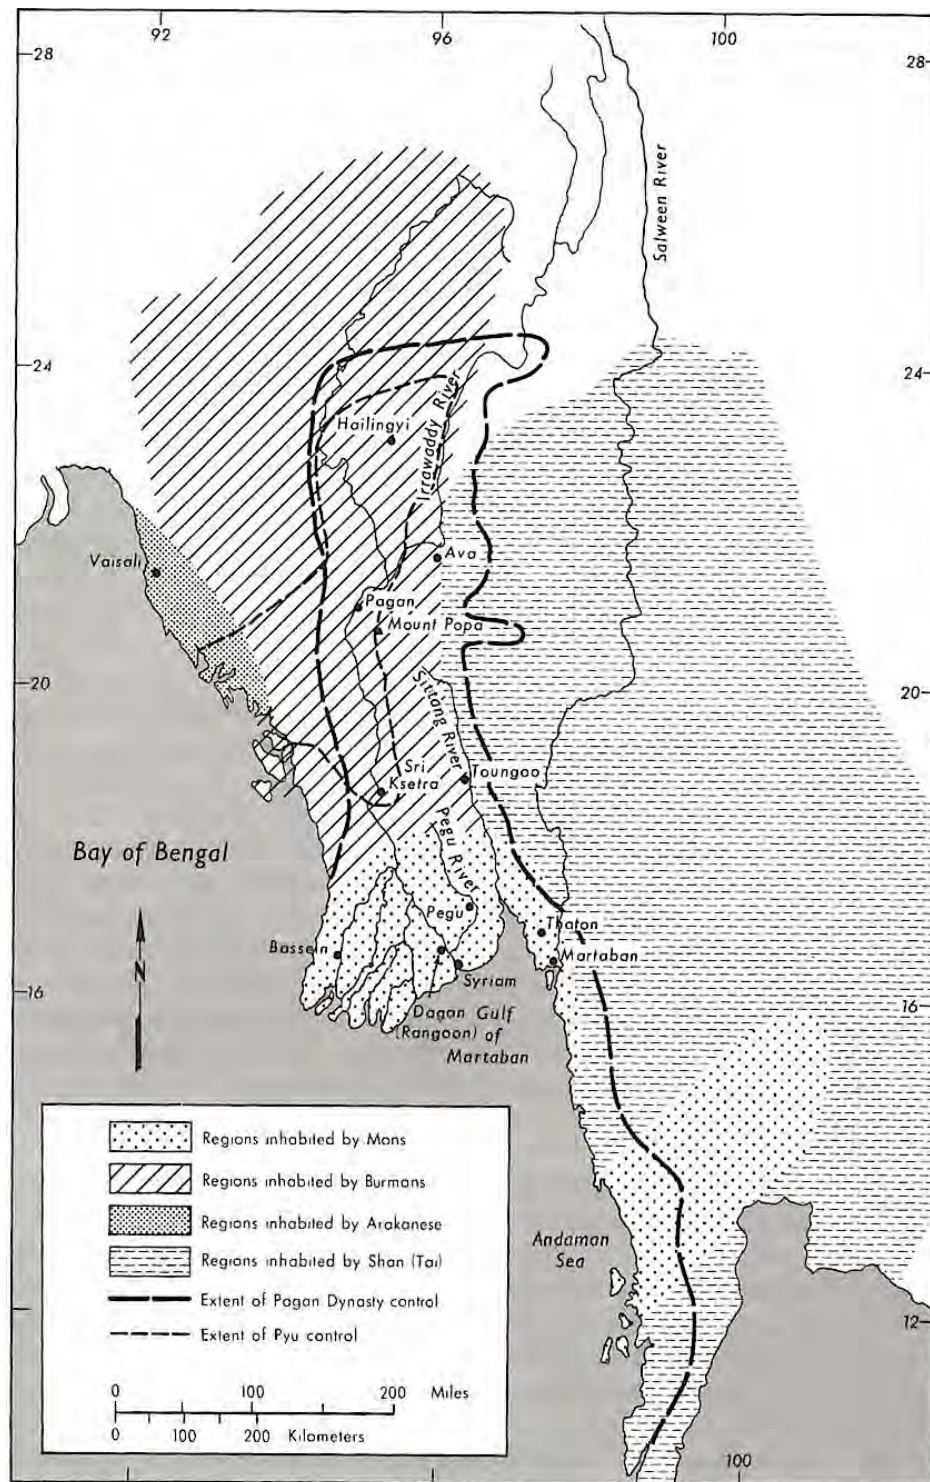 92
96
100
28
28
Salween River
24
24
Irrawaddy River
Hailingyi
Vaisali
Ava
Pagan
Mount Popa
20
20
Sittang River
Sri
Ksetra
Toungoo
Pegu River
Bay of Bengal
Pegu
Thaton
Bassein
Martaban
N
Syriam
16
16
Dagan Gulf
(Rangoon) of
Martaban
Regions inhabited by Mons
Regions inhabited by Burmans
Regions inhabited by Arakanese
Andaman
Sea
Regions inhabited by Shan (Tai)
Extent of Pagan Dynasty control
12
Extent of Pyu control
0 100 200 Miles
0 100 200 Kilometers
100